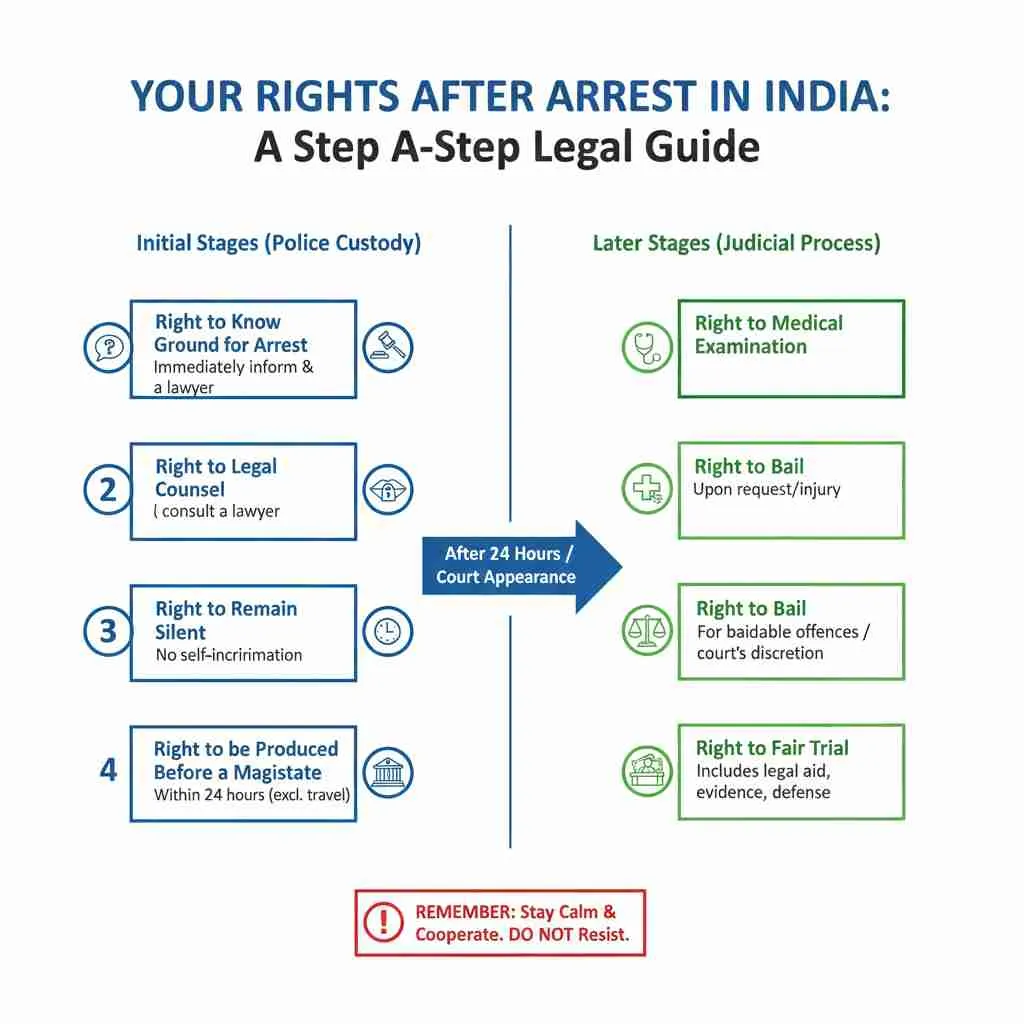 YOUR RIGHTS AFTER ARREST IN INDIA:
A Step A-Step Legal Guide
Initial Stages (Police Custody)
?
Right to Know
Ground for Arrest
Immediately inform &
a lawyer
2
Right to Legal
Counsel
( consult a lawyer
3
Right to Remain
Silent
No self-incririmation
4
Right to be Produced
Before a Magistate
Within 24 hours (excl. travel)
After 24 Hours /
Court Appearance
Later Stages (Judicial Process)
Right to Medical
Examination
Right to Bail
Upon request/injury
Right to Bail
For baidable offences /
court's discretion
Right to Fair Trial
Includes legal aid,
evidence, defense
!
REMEMBER: Stay Calm &
Cooperate. DO NOT Resist.